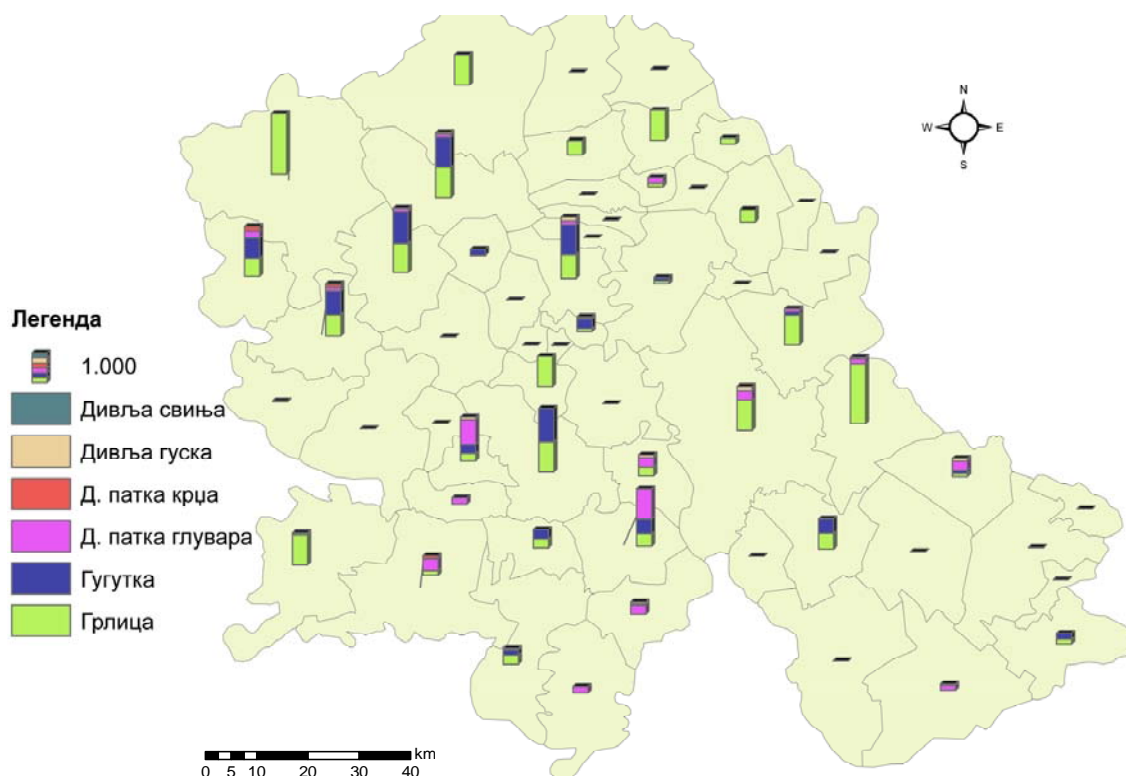 N
W E
S
Легенда
1.000
Дивља свиња
Дивља гуска
Д. патка крџа
Д. патка глувара
Гугутка
Грлица
km
0 5 10 20 30 40